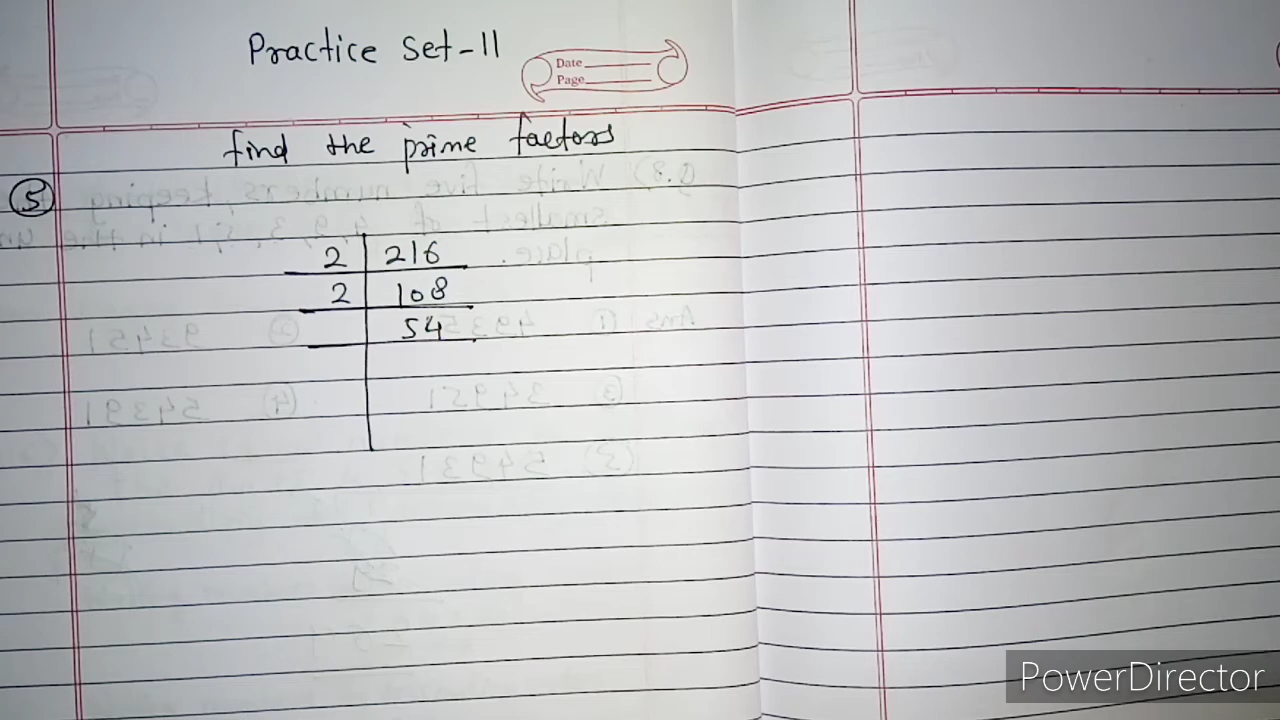 Practice Set-11
Date
Page
find the prime factors
5
2 216
2 108
54
PowerDirector